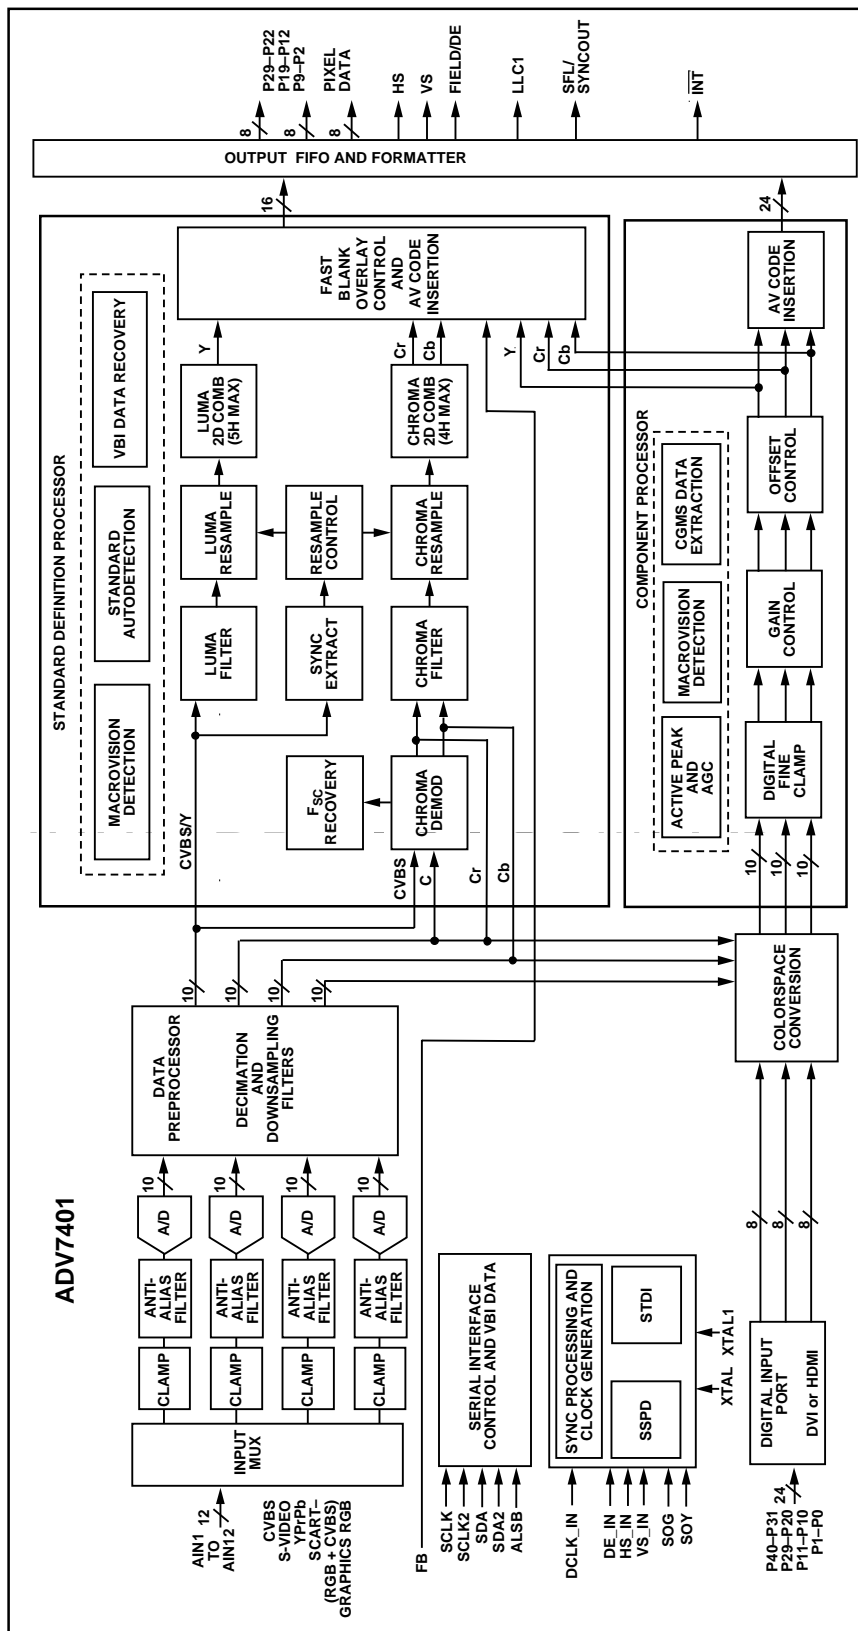 ADV7401
AIN1
TO
AIN12
12
CVBS
S-VIDEO
YPrPb
SCART–
(RGB + CVBS)
GRAPHICS RGB
INPUT
MUX
CLAMP
ANTI-
ALIAS
FILTER
A/D
10
CLAMP
ANTI-
ALIAS
FILTER
A/D
10
CLAMP
ANTI-
ALIAS
FILTER
A/D
10
CLAMP
ANTI-
ALIAS
FILTER
A/D
10
DATA
PREPROCESSOR
DECIMATION
AND
DOWNSAMPLING
FILTERS
10
10
10
10
FB
SCLK
SCLK2
SDA
SDA2
ALSB
SERIAL INTERFACE
CONTROL AND VBI DATA
DCLK_IN
DE_IN
HS_IN
VS_IN
SOG
SOY
SYNC PROCESSING AND
CLOCK GENERATION
SSPD
STDI
XTAL
XTAL1
P40–P31
P29–P20
P11–P10
P1–P0
24
DIGITAL INPUT
PORT
DVI or HDMI
8
8
8
COLORSPACE
CONVERSION
10
10
10
STANDARD DEFINITION PROCESSOR
MACROVISION
DETECTION
STANDARD
AUTODETECTION
VBI DATA RECOVERY
CVBS/Y
CVBS
C
Cr
Cb
FSC
RECOVERY
CHROMA
DEMOD
LUMA
FILTER
SYNC
EXTRACT
CHROMA
FILTER
LUMA
RESAMPLE
RESAMPLE
CONTROL
CHROMA
RESAMPLE
LUMA
2D COMB
(5H MAX)
CHROMA
2D COMB
(4H MAX)
Y
Cr
Cb
Y
Cr
Cb
FAST
BLANK
OVERLAY
CONTROL
AND
AV CODE
INSERTION
16
COMPONENT PROCESSOR
ACTIVE PEAK
AND
AGC
MACROVISION
DETECTION
CGMS DATA
EXTRACTION
DIGITAL
FINE
CLAMP
GAIN
CONTROL
OFFSET
CONTROL
AV CODE
INSERTION
24
OUTPUT FIFO AND FORMATTER
8
8
8
P29–P22
P19–P12
P9–P2
PIXEL
DATA
HS
VS
FIELD/DE
LLC1
SFL/
SYNCOUT
INT